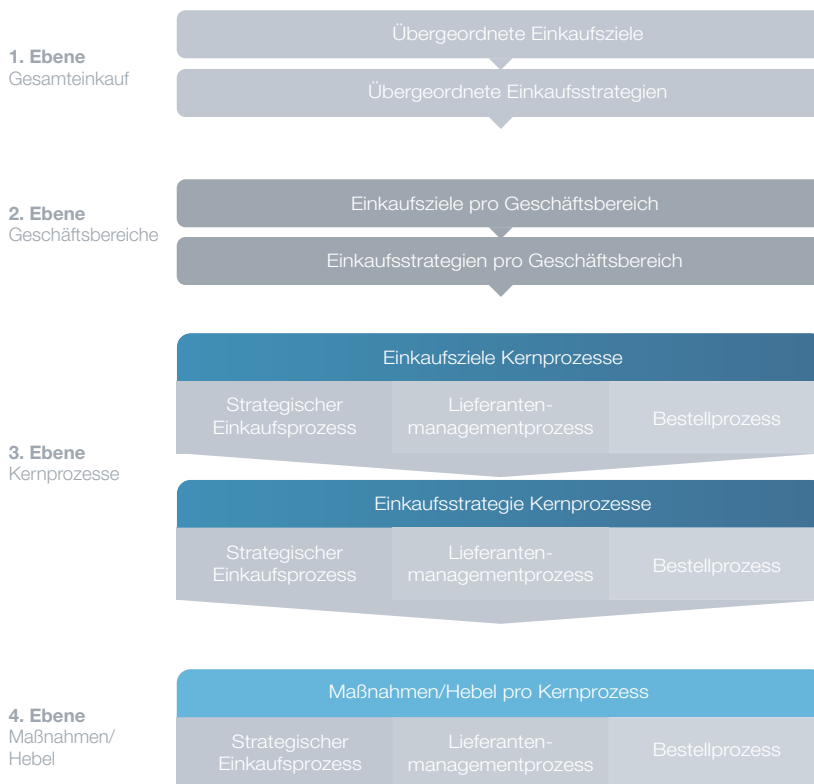 1. Ebene
Gesamteinkauf
Übergeordnete Einkaufsziele
Übergeordnete Einkaufsstrategien
2. Ebene
Geschäftsbereiche
Einkaufsziele pro Geschäftsbereich
Einkaufsstrategien pro Geschäftsbereich
3. Ebene
Kernprozesse
Einkaufsziele Kernprozesse
Strategischer
Einkaufsprozess
Lieferanten-
managementprozess
Bestellprozess
Einkaufsstrategie Kernprozesse
Strategischer
Einkaufsprozess
Lieferanten-
managementprozess
Bestellprozess
4. Ebene
Maßnahmen/
Hebel
Maßnahmen/Hebel pro Kernprozess
Strategischer
Einkaufsprozess
Lieferanten-
managementprozess
Bestellprozess